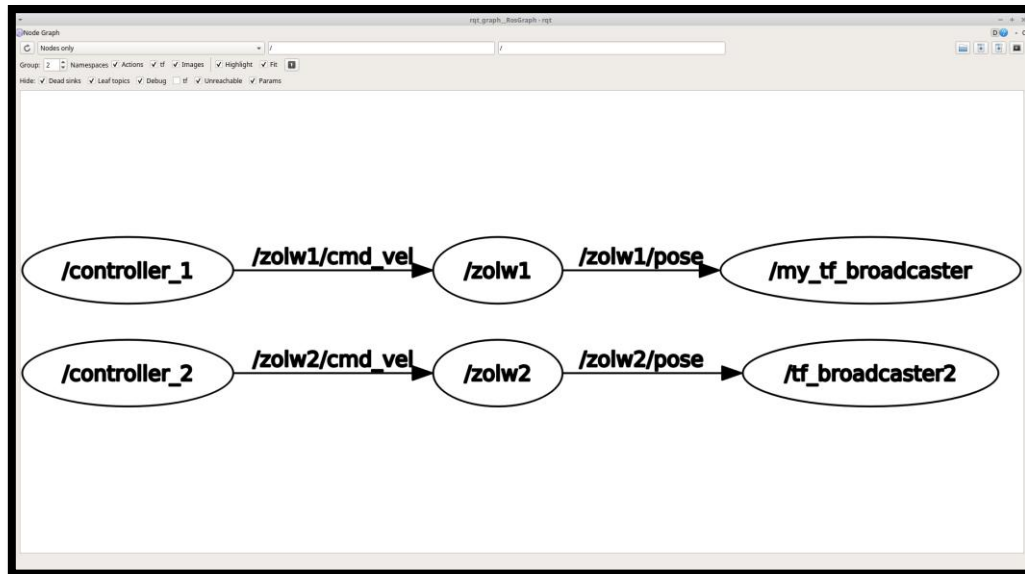 rqt_graph__RosGraph - rqt
Node Graph
D
Nodes only / /
Group: 2 Namespaces Actions tf Images Highlight Fit
Hide: Dead sinks Leaf topics Debug tf Unreachable Params
/controller_1 /zolw1/cmd_vel /zolw1 /zolw1/pose /my_tf_broadcaster
/controller_2 /zolw2/cmd_vel /zolw2 /zolw2/pose /tf_broadcaster2